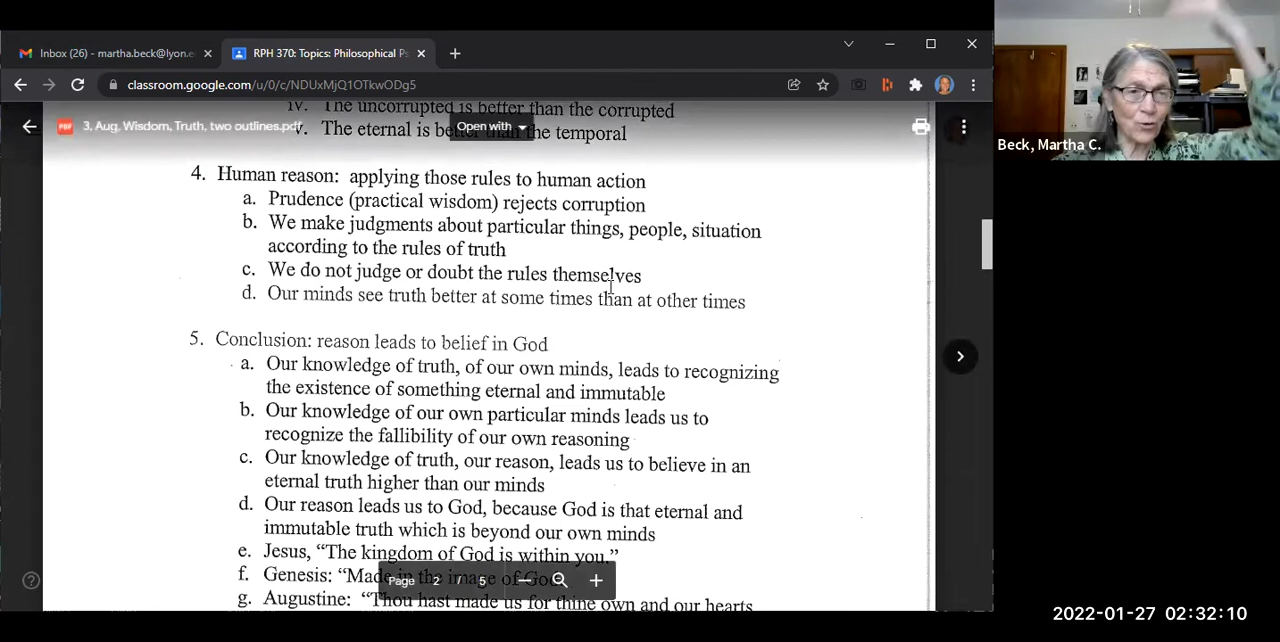 Inbox (26) - martha.beck@lyon.e
RPH 370: Topics: Philosophical Ps
classroom.google.com/u/0/c/NDUxMjQ1OTkwODg5
iv. The uncorrupted is better than the corrupted
3, Aug, Wisdom, Truth, two outlines.pdf
Open with
v. The eternal is better than the temporal
4. Human reason: applying those rules to human action
a. Prudence (practical wisdom) rejects corruption
b. We make judgments about particular things, people, situation
according to the rules of truth
c. We do not judge or doubt the rules themselves
d. Our minds see truth better at some times than at other times
5. Conclusion: reason leads to belief in God
a. Our knowledge of truth, of our own minds, leads to recognizing
the existence of something eternal and immutable
b. Our knowledge of our own particular minds leads us to
recognize the fallibility of our own reasoning
c. Our knowledge of truth, our reason, leads us to believe in an
eternal truth higher than our minds
d. Our reason leads us to God, because God is that eternal and
immutable truth which is beyond our own minds
e. Jesus, “The kingdom of God is within you.”
f. Genesis: “Made in the image of God
Page 2 / 5
g. Augustine: “Thou hast made us for thine own and our hearts
Beck, Martha C.
2022-01-27 02:32:10